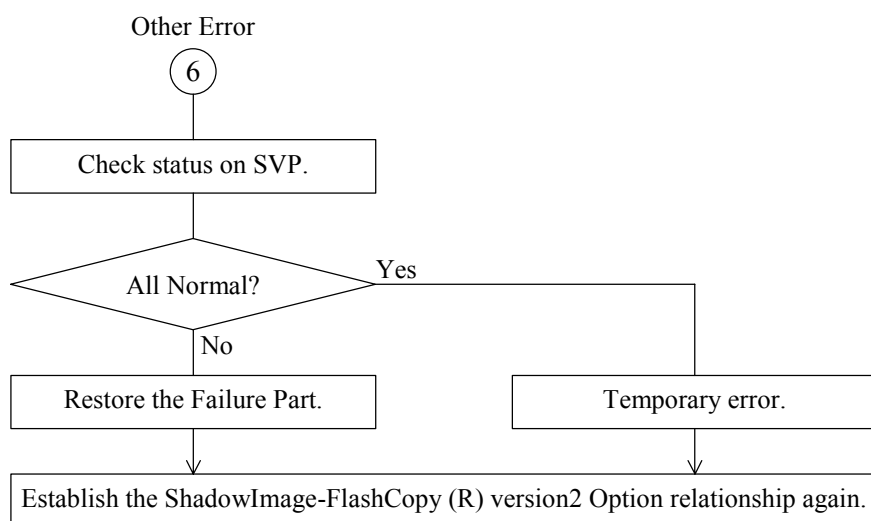 Other Error
6
Check status on SVP.
All Normal?
Yes
No
Restore the Failure Part.
Temporary error.
Establish the ShadowImage-FlashCopy (R) version2 Option relationship again.